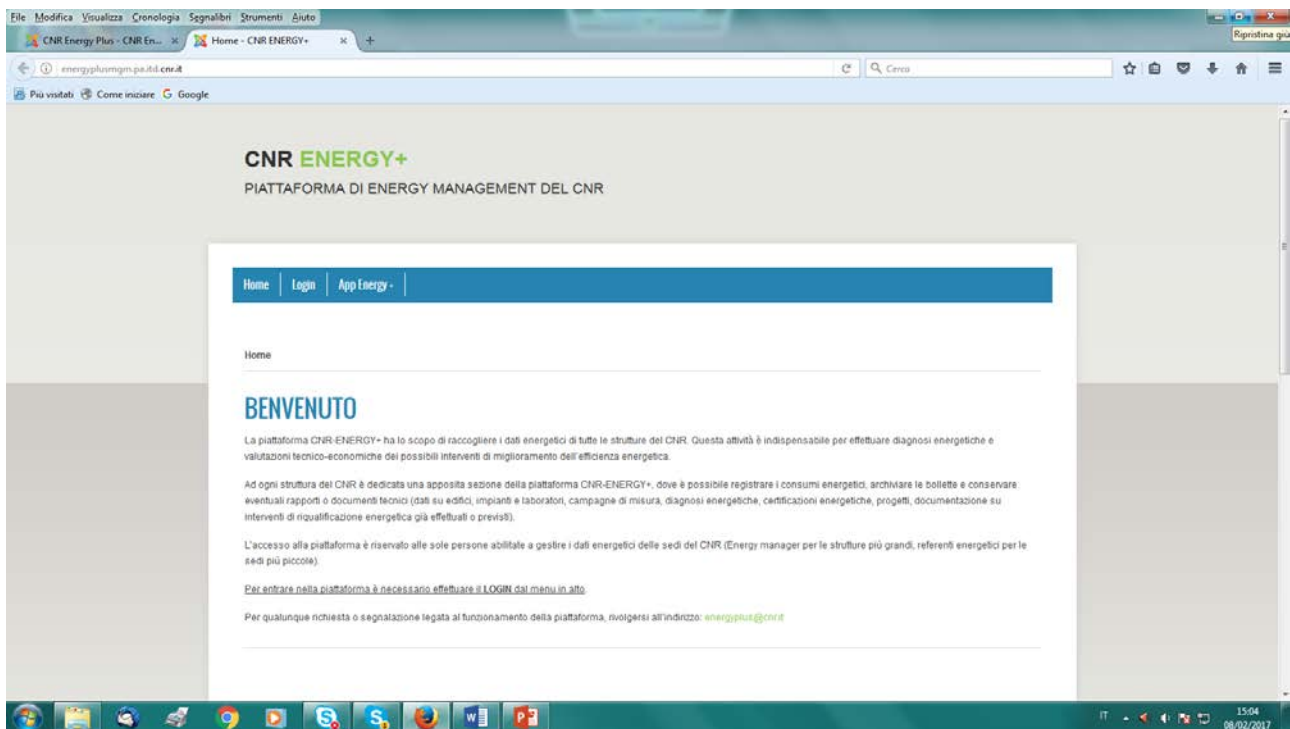 File Modifica Visualizza Cronologia Segnalibri Strumenti Aiuto
CNR Energy Plus - CNR En... × Home - CNR ENERGY+ × +
Ripristina giù
energyplusmgm.pa.itd.cnr.it Cerca
Più visitati Come iniziare Google
CNR ENERGY+
PIATTAFORMA DI ENERGY MANAGEMENT DEL CNR
Home Login App Energy
Home
BENVENUTO
La piattaforma CNR-ENERGY+ ha lo scopo di raccogliere i dati energetici di tutte le strutture del CNR. Questa attività è indispensabile per effettuare diagnosi energetiche e
valutazioni tecnico-economiche dei possibili interventi di miglioramento dell'efficienza energetica.
Ad ogni struttura del CNR è dedicata una apposita sezione della piattaforma CNR-ENERGY+, dove è possibile registrare i consumi energetici, archiviare le bollette e conservare
eventuali rapporti o documenti tecnici (dati su edifici, impianti e laboratori, campagne di misura, diagnosi energetiche, certificazioni energetiche, progetti, documentazione su
interventi di riqualificazione energetica già effettuati o previsti).
L'accesso alla piattaforma è riservato alle sole persone abilitate a gestire i dati energetici delle sedi del CNR (Energy manager per le strutture più grandi, referenti energetici per le
sedi più piccole).
Per entrare nella piattaforma è necessario effettuare il LOGIN dal menu in alto.
Per qualunque richiesta o segnalazione legata al funzionamento della piattaforma, rivolgersi all'indirizzo: energyplus@cnr.it
IT 15:04
08/02/2017